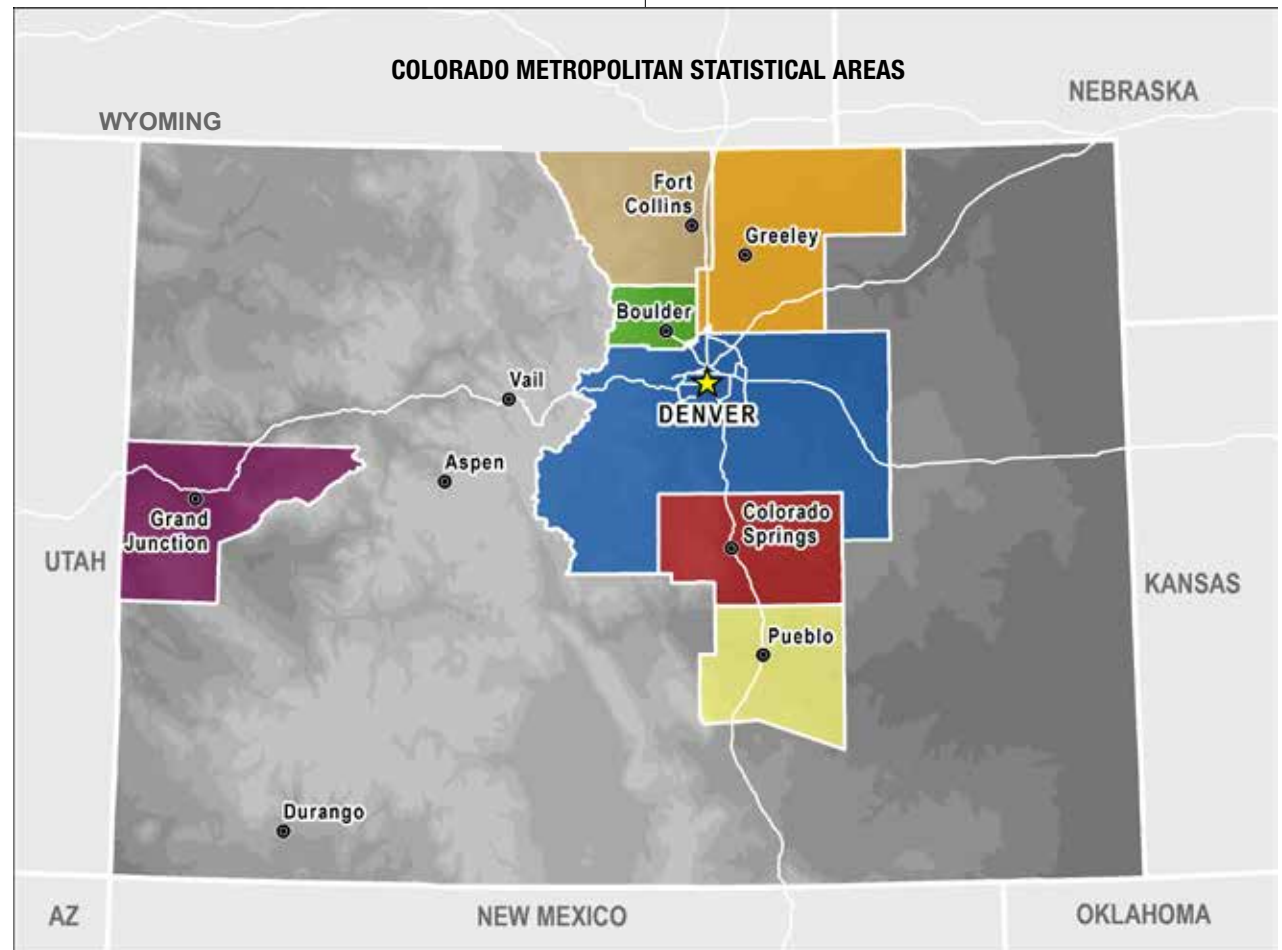 COLORADO METROPOLITAN STATISTICAL AREAS
NEBRASKA
WYOMING
Fort
Collins
Greeley
Boulder
Vail
DENVER
Aspen
Grand
Junction
Colorado
Springs
UTAH
KANSAS
Pueblo
Durango
AZ
NEW MEXICO
OKLAHOMA